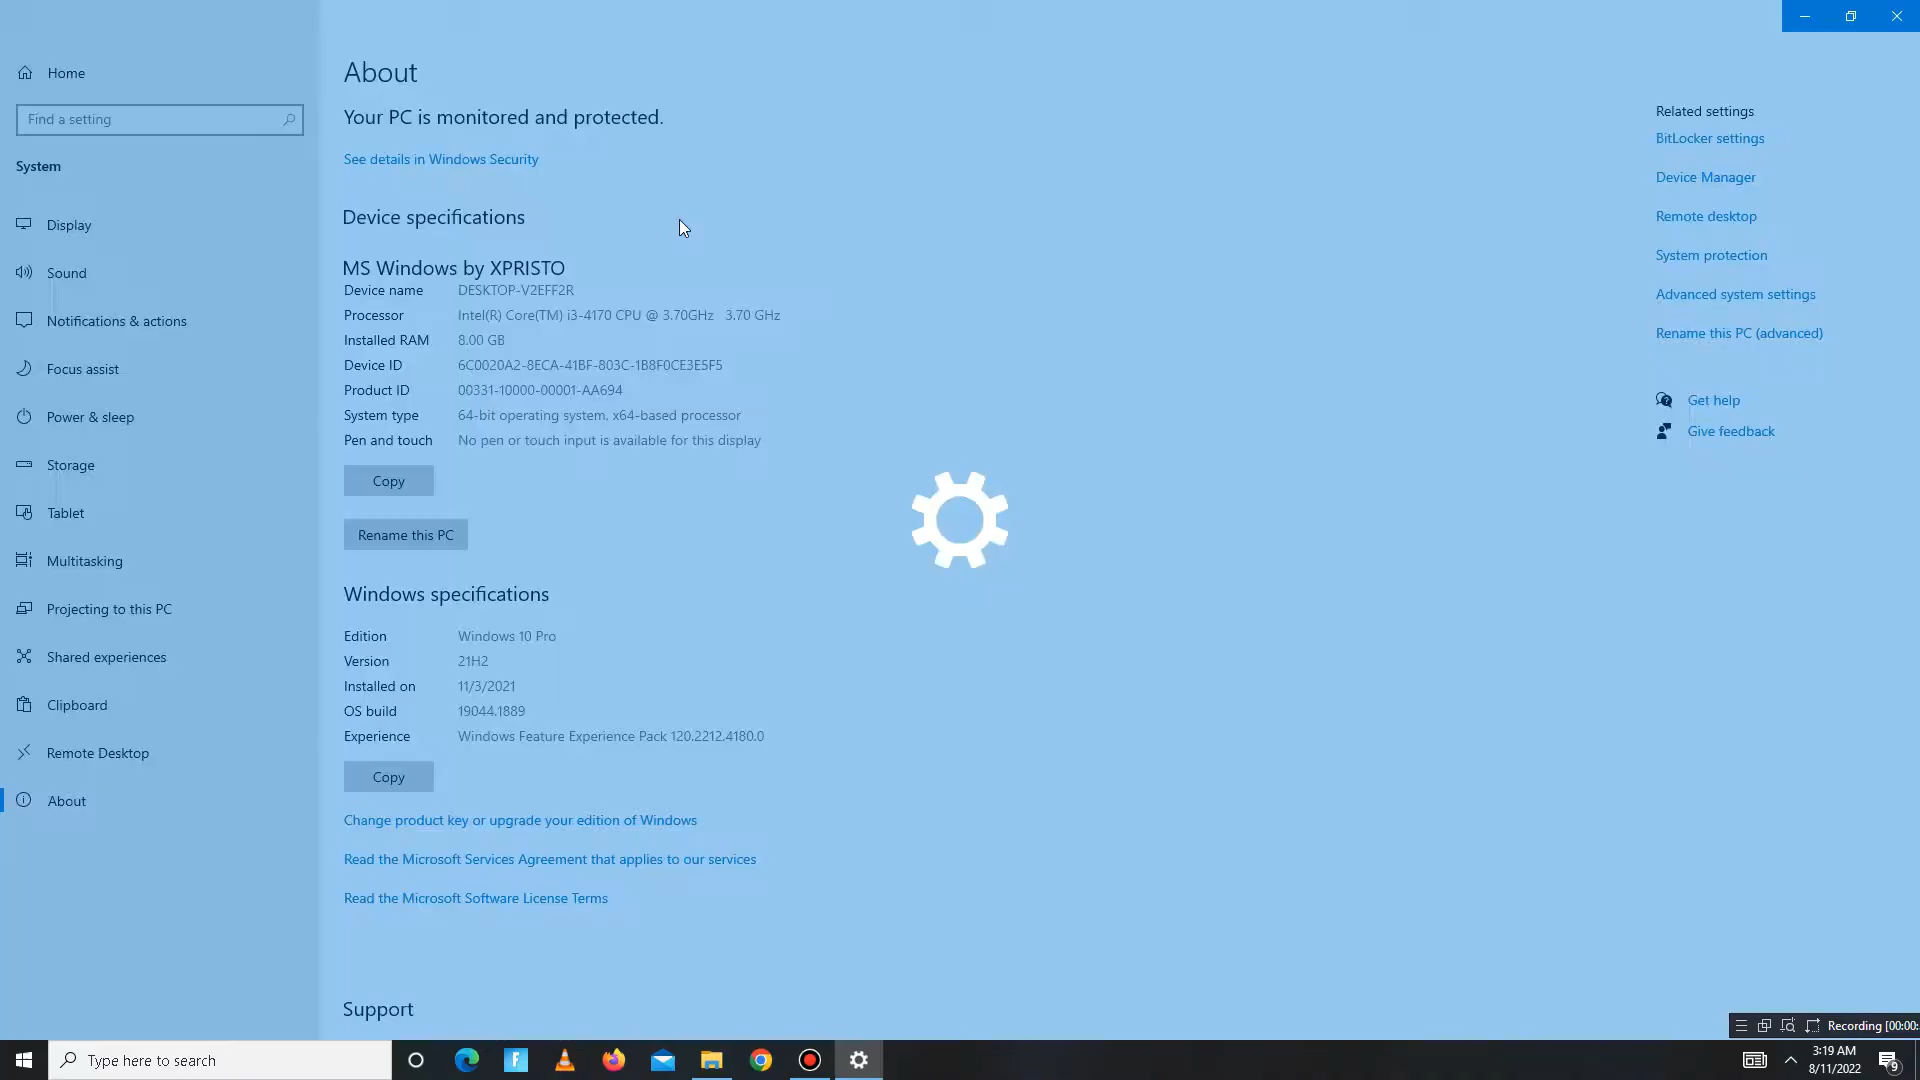 Home
Find a setting
System
Display
Sound
Notifications & actions
Focus assist
Power & sleep
Storage
Tablet
Multitasking
Projecting to this PC
Shared experiences
Clipboard
Remote Desktop
About
About
Your PC is monitored and protected.
See details in Windows Security
Device specifications
MS Windows by XPRISTO
Device name DESKTOP-V2EFF2R
Processor Intel(R) Core(TM) i3-4170 CPU @ 3.70GHz 3.70 GHz
Installed RAM 8.00 GB
Device ID 6C0020A2-8ECA-41BF-803C-1B8F0CE3E5F5
Product ID 00331-10000-00001-AA694
System type 64-bit operating system, x64-based processor
Pen and touch No pen or touch input is available for this display
Copy
Rename this PC
Windows specifications
Edition Windows 10 Pro
Version 21H2
Installed on 11/3/2021
OS build 19044.1889
Experience Windows Feature Experience Pack 120.2212.4180.0
Copy
Change product key or upgrade your edition of Windows
Read the Microsoft Services Agreement that applies to our services
Read the Microsoft Software License Terms
Support
Related settings
BitLocker settings
Device Manager
Remote desktop
System protection
Advanced system settings
Rename this PC (advanced)
Get help
Give feedback
Recording [00:00:
Type here to search
3:19 AM
8/11/2022
9